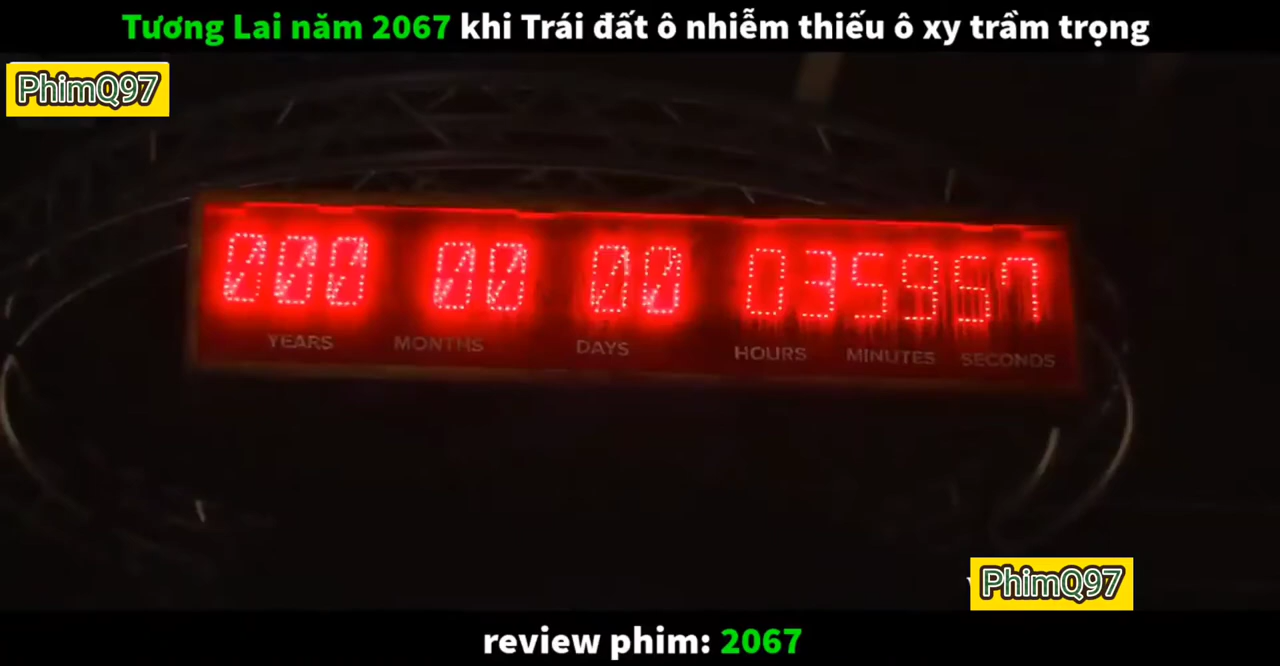 Tương Lai năm 2067 khi Trái đất ô nhiễm thiếu ô xy trầm trọng
PhimQ97
000 00 00 03 59 57
YEARS MONTHS DAYS HOURS MINUTES SECONDS
PhimQ97
review phim: 2067